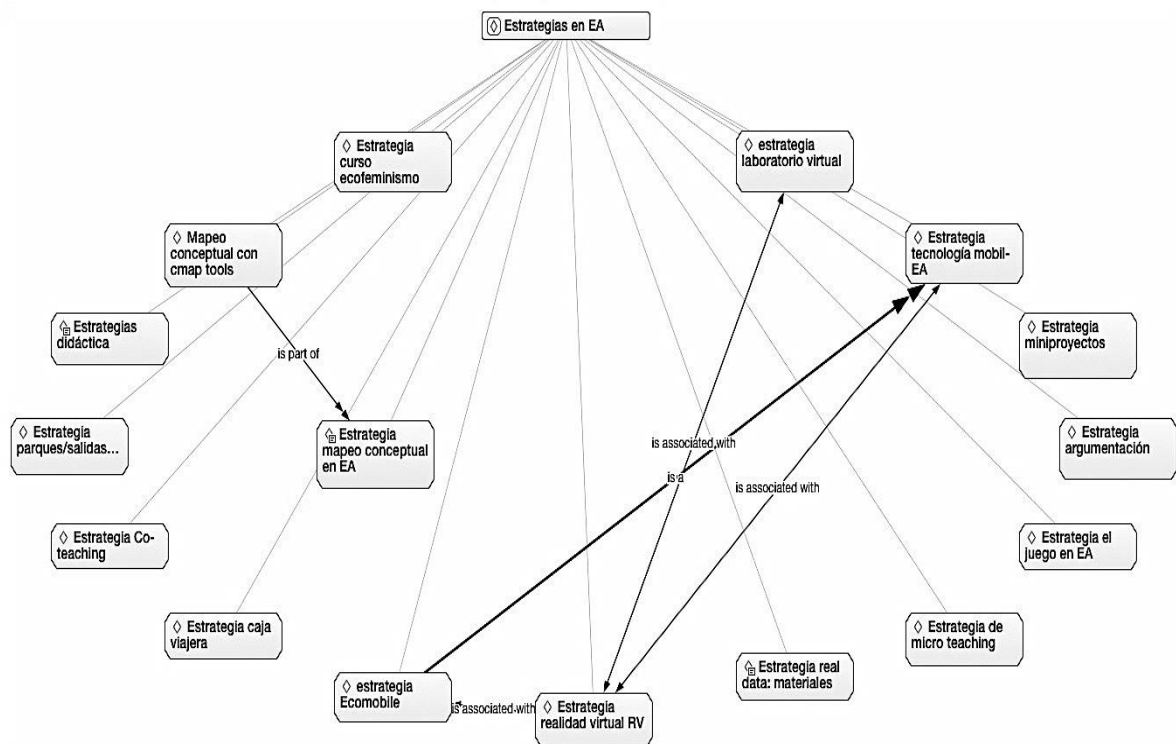 Estrategias en EA
Estrategia
curso
ecofeminismo
estrategia
laboratorio virtual
Mapeo
conceptual con
cmap tools
Estrategia
tecnología mobil-
EA
Estrategias
didáctica
Estrategia
miniproyectos
is part of
Estrategia
parques/salidas...
Estrategia
mapeo conceptual
en EA
Estrategia
argumentación
is associated with
is a
is associated with
Estrategia Co-
teaching
Estrategia el
juego en EA
Estrategia caja
viajera
Estrategia de
micro teaching
Estrategia real
data: materiales
estrategia
Ecomobile
is associated with
Estrategia
realidad virtual RV